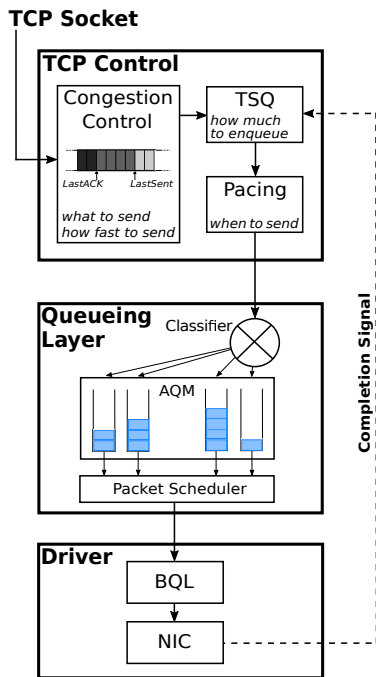 TCP Socket
TCP Control
Congestion
Control
LastACK
LastSent
what to send
how fast to send
TSQ
how much
to enqueue
Pacing
when to send
Queueing
Layer
Classifier
AQM
Packet Scheduler
Driver
BQL
NIC
Completion Signal